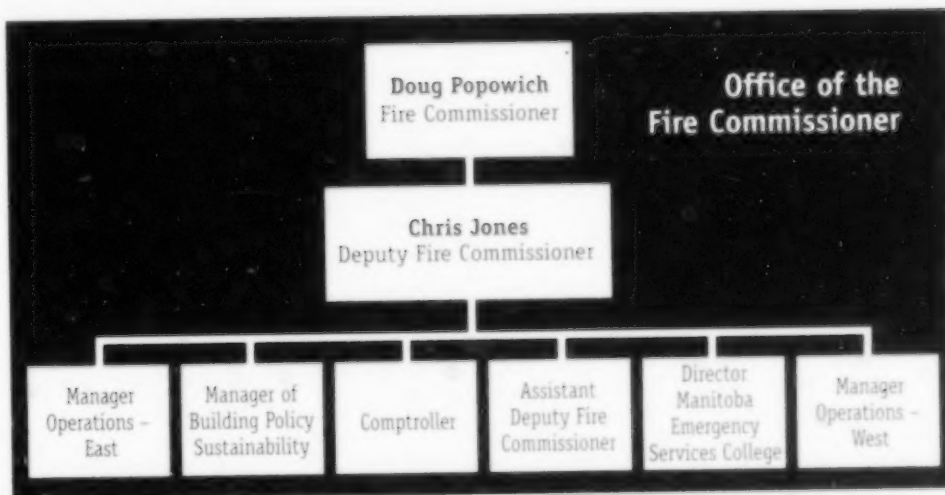 Doug Popowich
Fire Commissioner
Office of the
Fire Commissioner
Chris Jones
Deputy Fire Commissioner
Manager
Operations –
East
Manager of
Building Policy
Sustainability
Comptroller
Assistant
Deputy Fire
Commissioner
Director
Manitoba
Emergency
Services College
Manager
Operations –
West